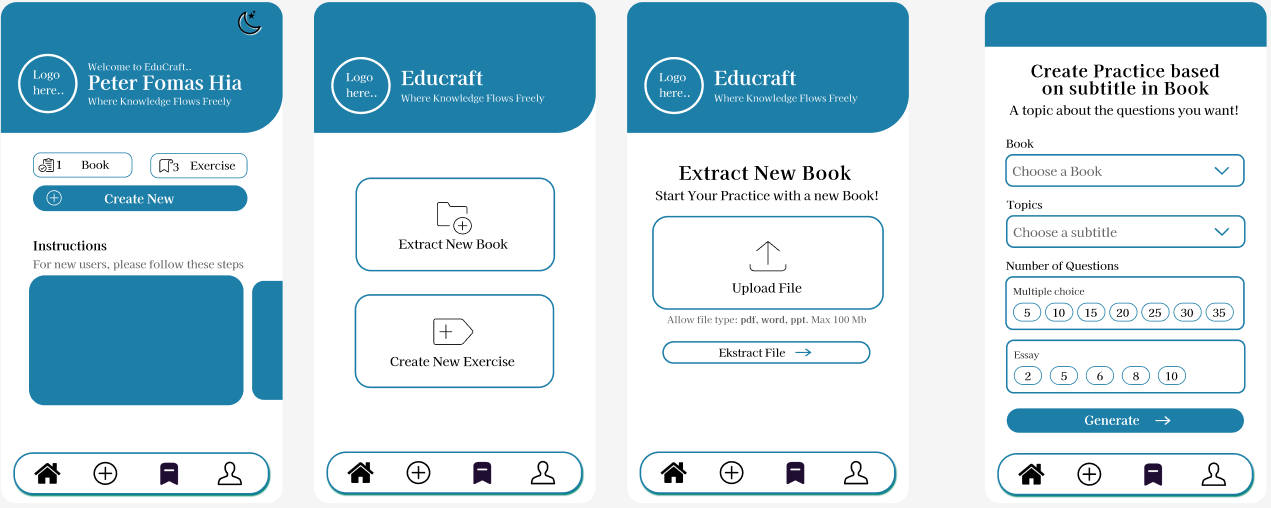 Logo
here..
Welcome to EduCraft..
Peter Fomas Hia
Where Knowledge Flows Freely
1 Book
3 Exercise
Create New
Instructions
For new users, please follow these steps
Logo
here..
Educraft
Where Knowledge Flows Freely
Extract New Book
Create New Exercise
Logo
here..
Educraft
Where Knowledge Flows Freely
Extract New Book
Start Your Practice with a new Book!
Upload File
Allow file type: pdf, word, ppt. Max 100 Mb
Ekstract File
Create Practice based
on subtitle in Book
A topic about the questions you want!
Book
Choose a Book
Topics
Choose a subtitle
Number of Questions
Multiple choice
5 10 15 20 25 30 35
Essay
2 5 6 8 10
Generate